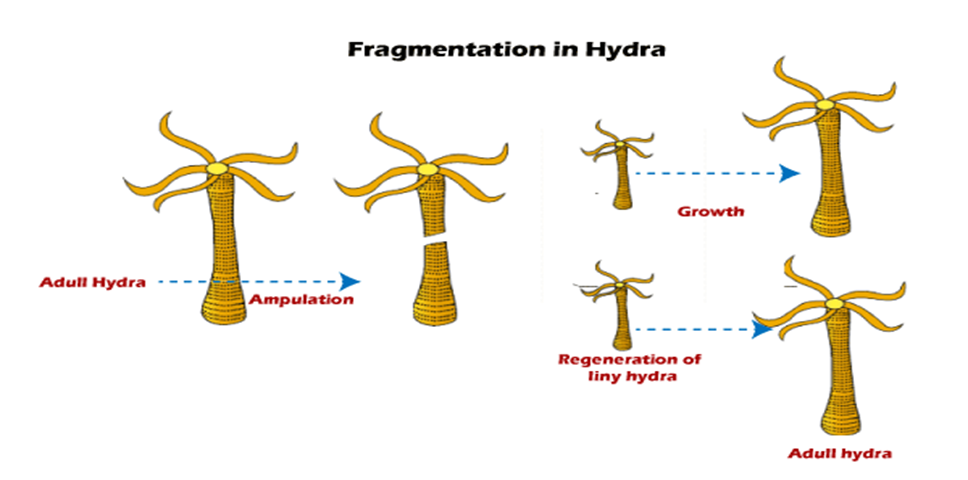 Fragmentation in Hydra
Adull Hydra
Ampulation
Growth
Regeneration of
liny hydra
Adull hydra